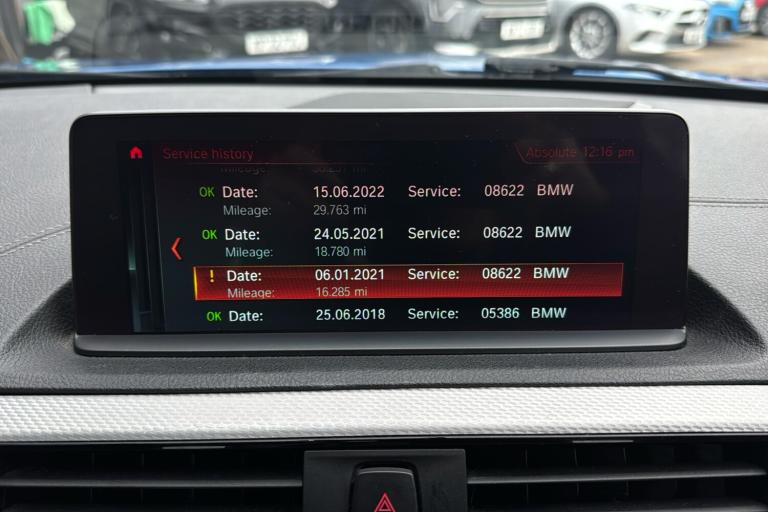 Service history
Absolute 12:16 pm
OK Date: 15.06.2022 Service: 08622 BMW
Mileage: 29.763 mi
OK Date: 24.05.2021 Service: 08622 BMW
Mileage: 18.780 mi
! Date: 06.01.2021 Service: 08622 BMW
Mileage: 16.285 mi
OK Date: 25.06.2018 Service: 05386 BMW